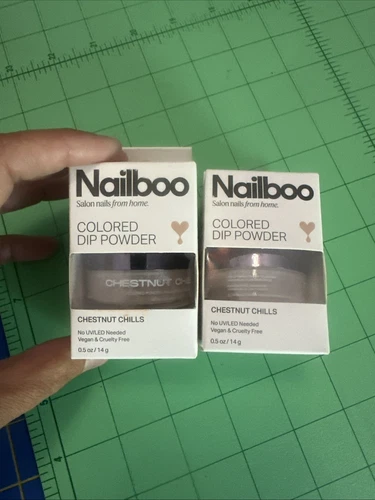 Nailboo
Salon nails from home.
COLORED
DIP POWDER
CHESTNUT CHI
CHESTNUT CHILLS
No UV/LED Needed
Vegan & Cruelty Free
0.5 oz / 14 g
Nailboo
Salon nails from home.
COLORED
DIP POWDER
CHESTNUT CHILLS
No UV/LED Needed
Vegan & Cruelty Free
0.5 oz / 14 g